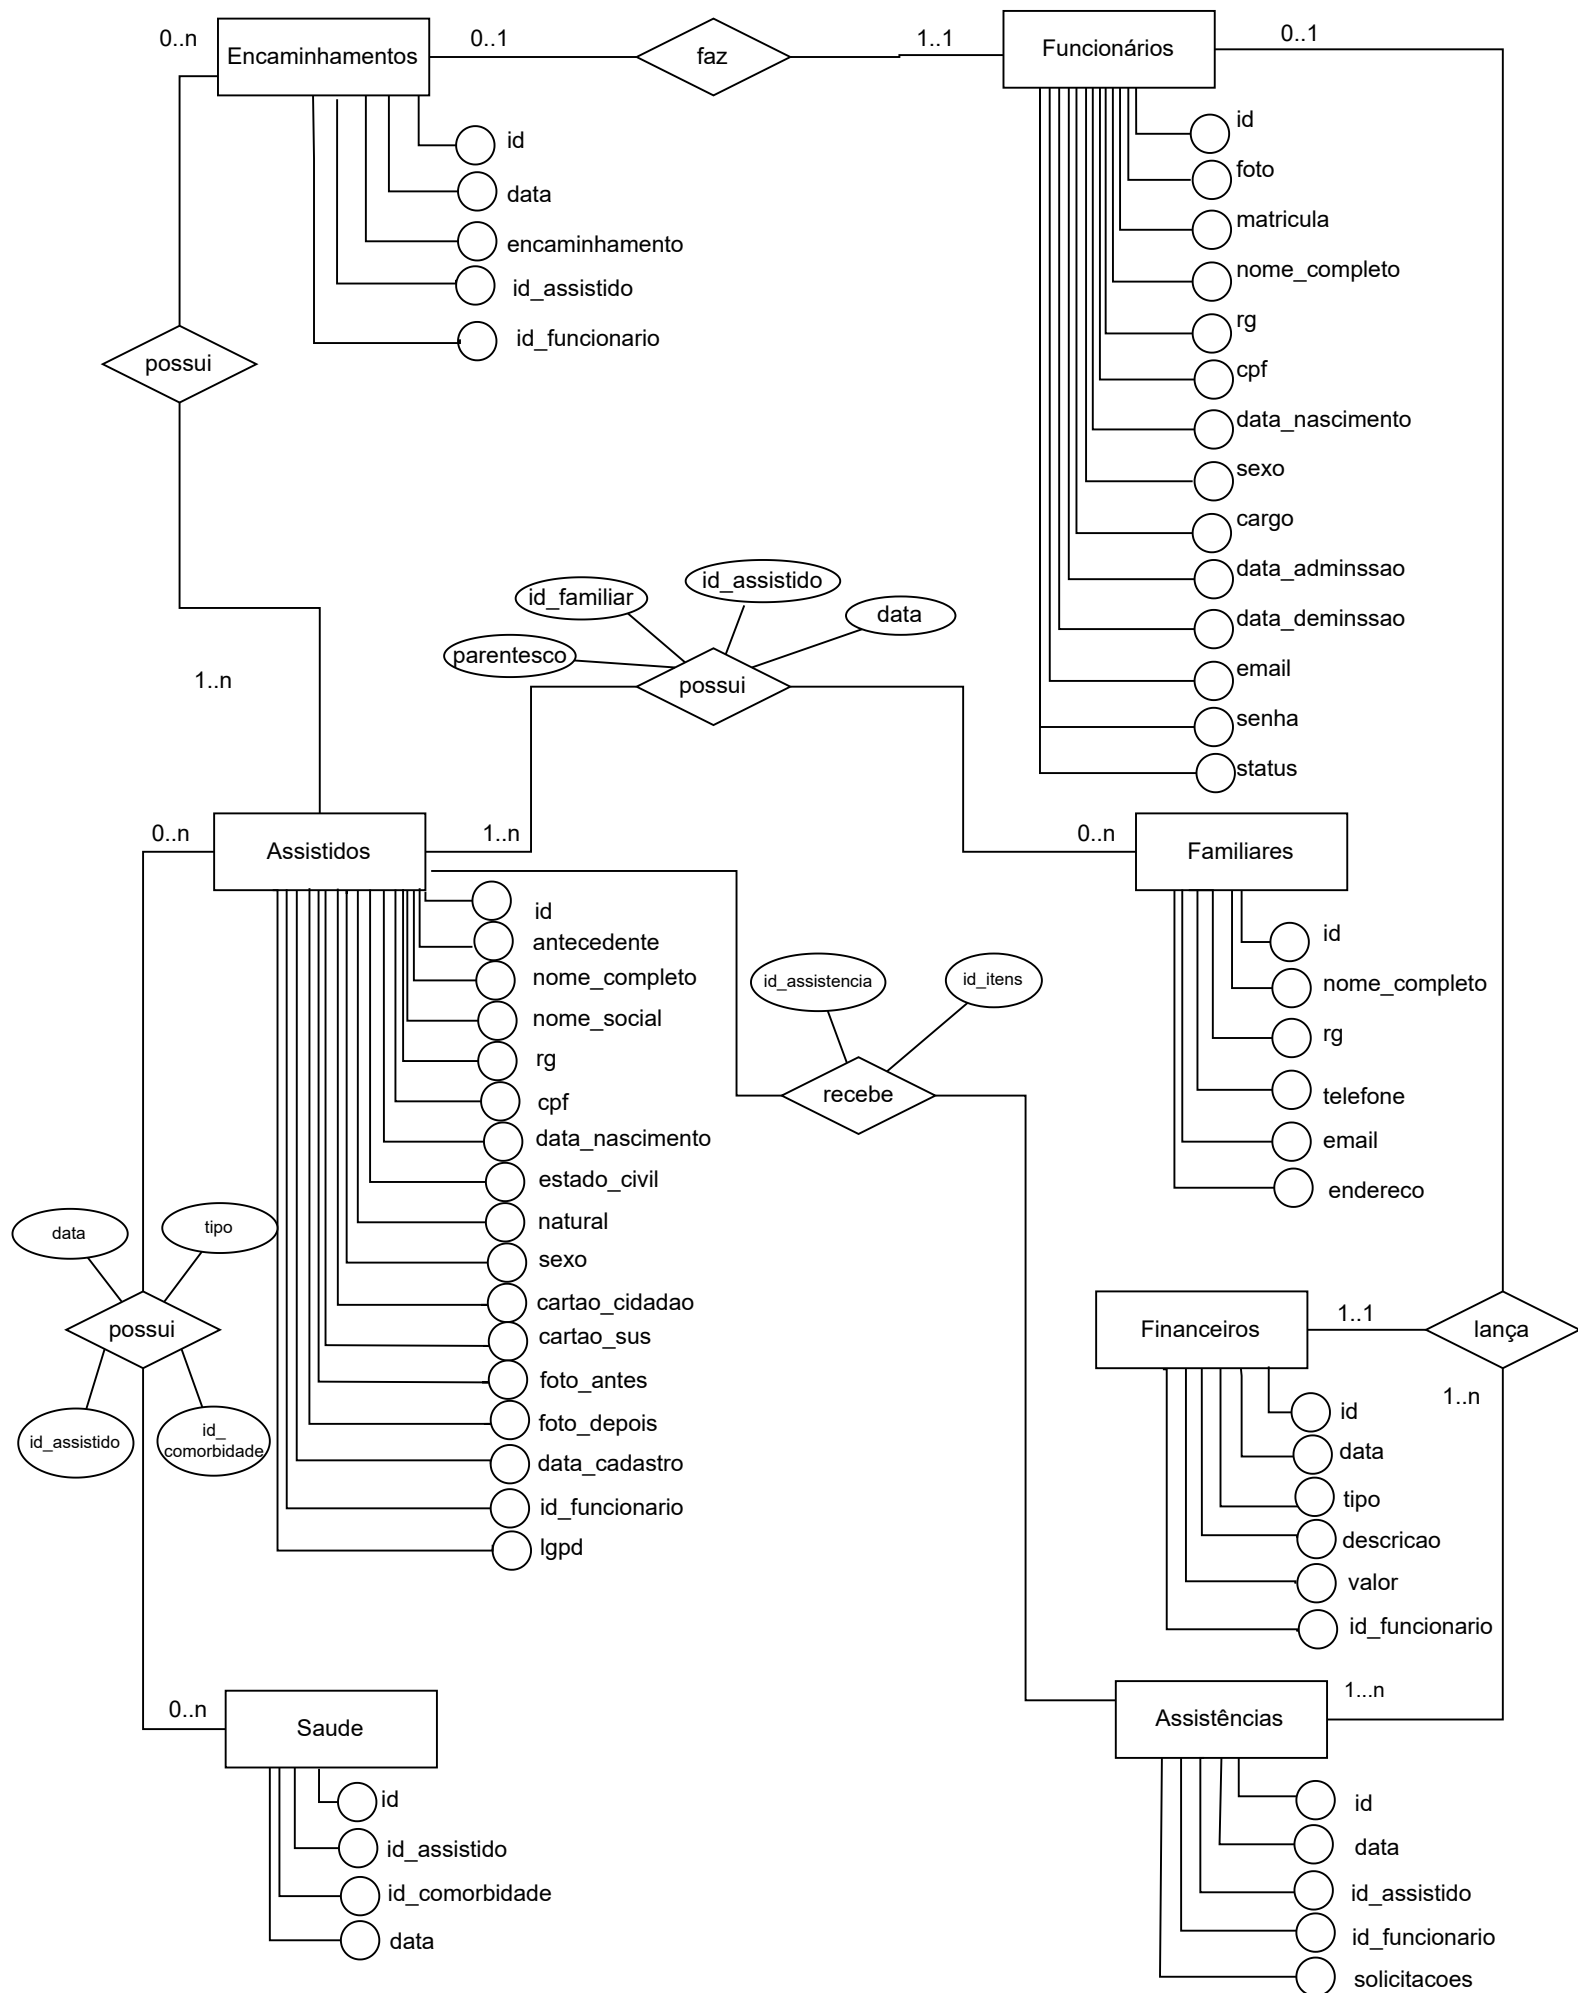 0..n
Encaminhamentos
0..1
faz
1..1
Funcionários
0..1
id
data
encaminhamento
id_assistido
id_funcionario
id
foto
matricula
nome_completo
rg
cpf
data_nascimento
sexo
cargo
data_adminssao
data_deminssao
email
senha
status
possui
1..n
id_familiar
id_assistido
data
parentesco
possui
0..n
Assistidos
1..n
0..n
Familiares
id
antecedente
nome_completo
nome_social
rg
cpf
data_nascimento
estado_civil
natural
sexo
cartao_cidadao
cartao_sus
foto_antes
foto_depois
data_cadastro
id_funcionario
lgpd
id_assistencia
id_itens
recebe
id
nome_completo
rg
telefone
email
endereco
data
tipo
possui
id_assistido
id_
comorbidade
Financeiros
1..1
lança
1..n
id
data
tipo
descricao
valor
id_funcionario
0..n
Saude
id
id_assistido
id_comorbidade
data
Assistências
1...n
id
data
id_assistido
id_funcionario
solicitacoes